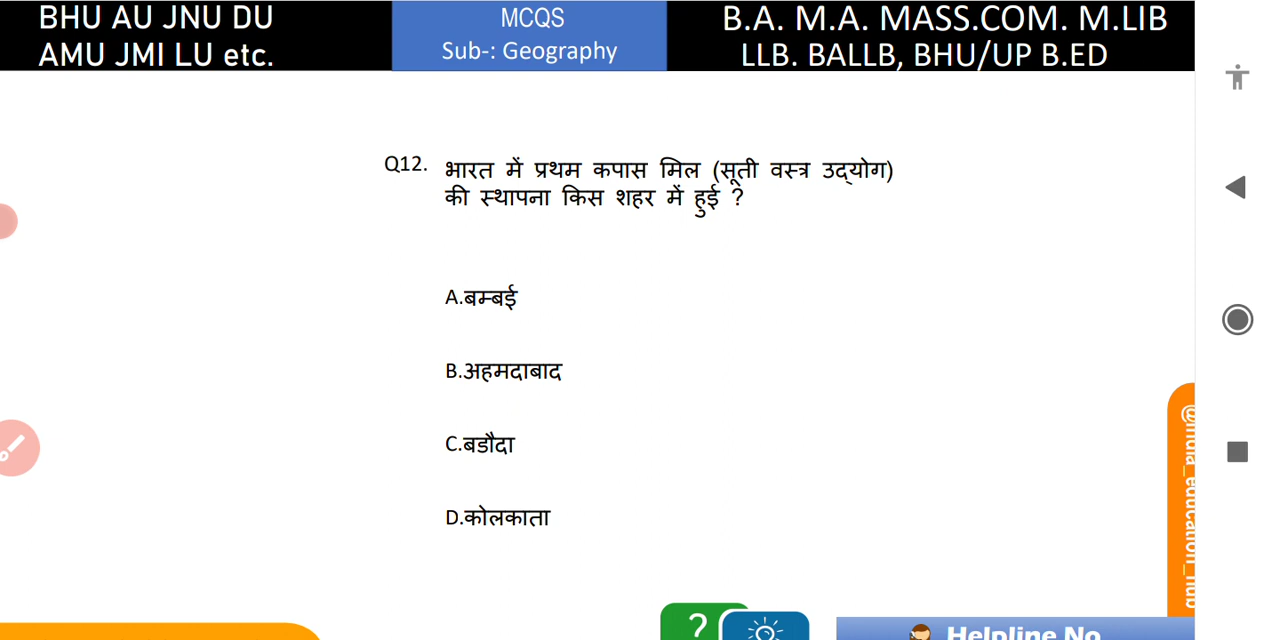 BHU AU JNU DU
AMU JMI LU etc.
MCQS
Sub-: Geography
B.A. M.A. MASS.COM. M.LIB
LLB. BALLB, BHU/UP B.ED
Q12. भारत में प्रथम कपास मिल (सूती वस्त्र उद्योग)
की स्थापना किस शहर में हुई ?
A.बम्बई
B.अहमदाबाद
C.बडौदा
D.कोलकाता
@india_education_hub
?
Helpline No